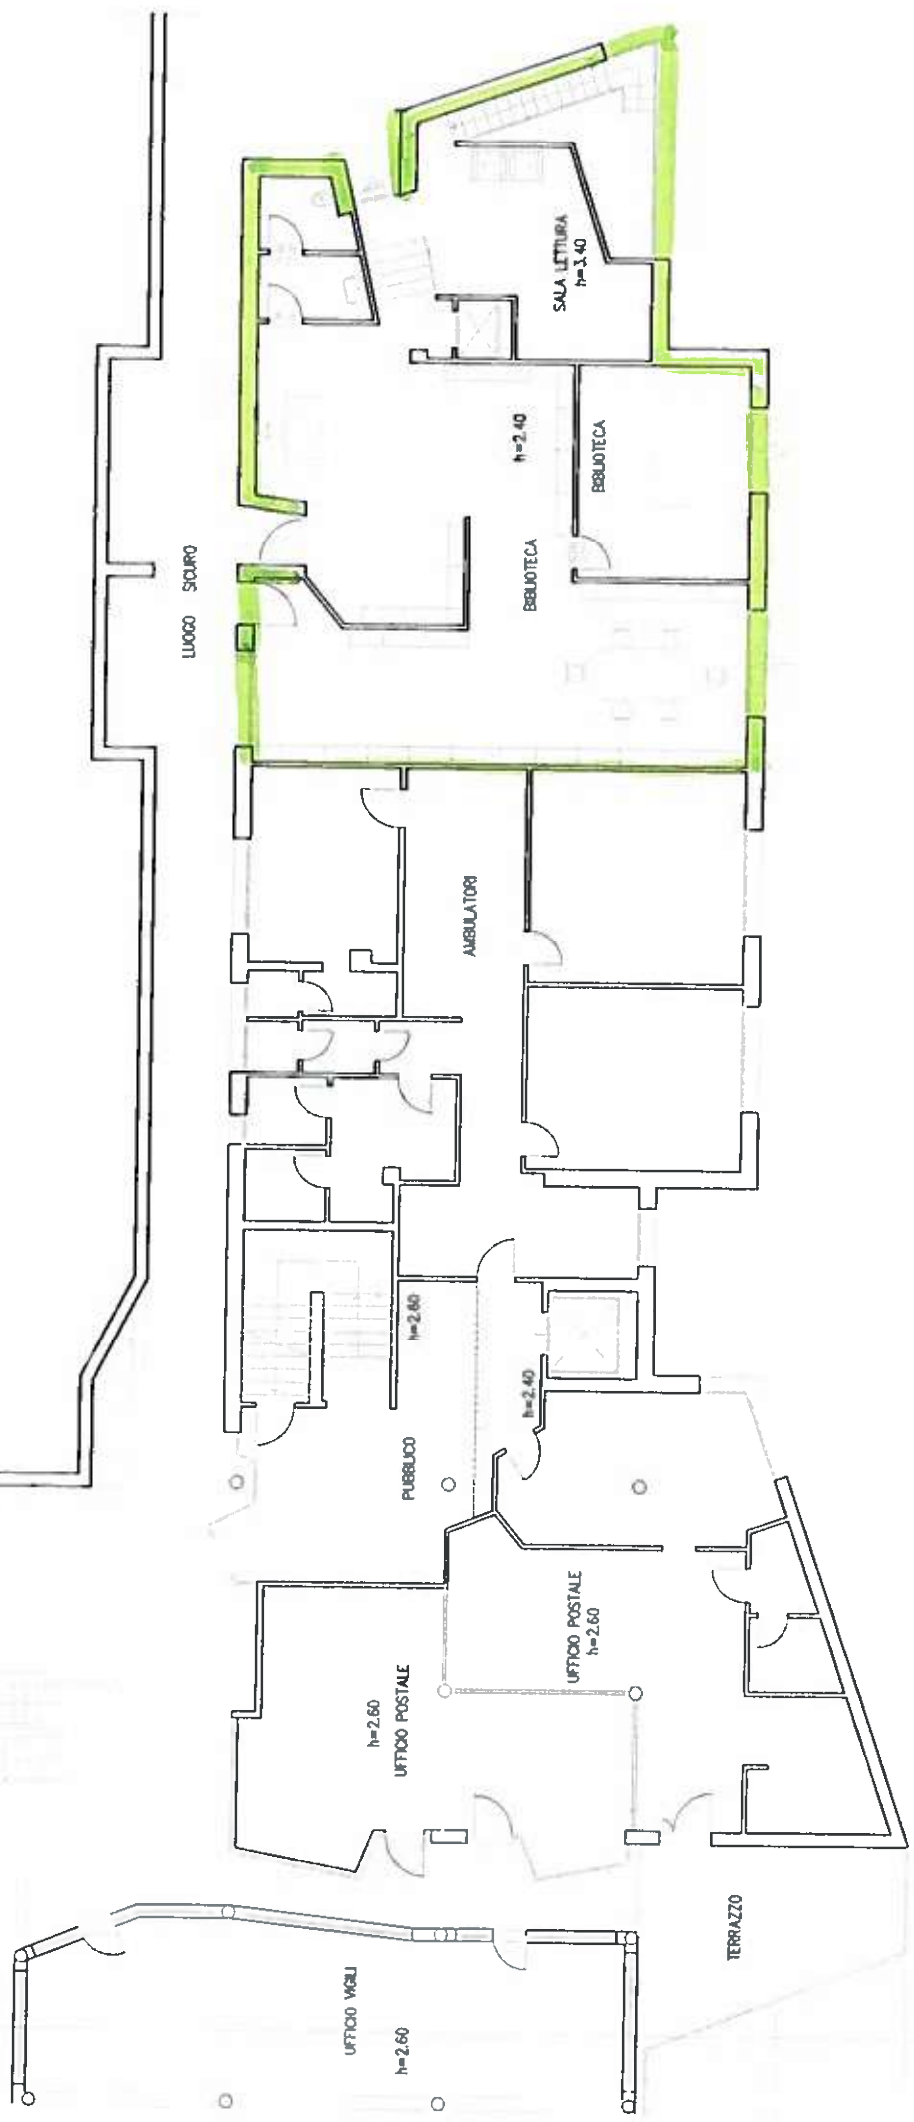 SALA LETTURA
h=3.40
h=2.40
BIBLIOTECA
BIBLIOTECA
LUOGO SICURO
AMBULATORI
h=2.60
h=2.40
PUBBLICO
UFFICIO POSTALE
h=2.60
h=2.60
UFFICIO POSTALE
TERRAZZO
UFFICIO VIGILI
h=2.60